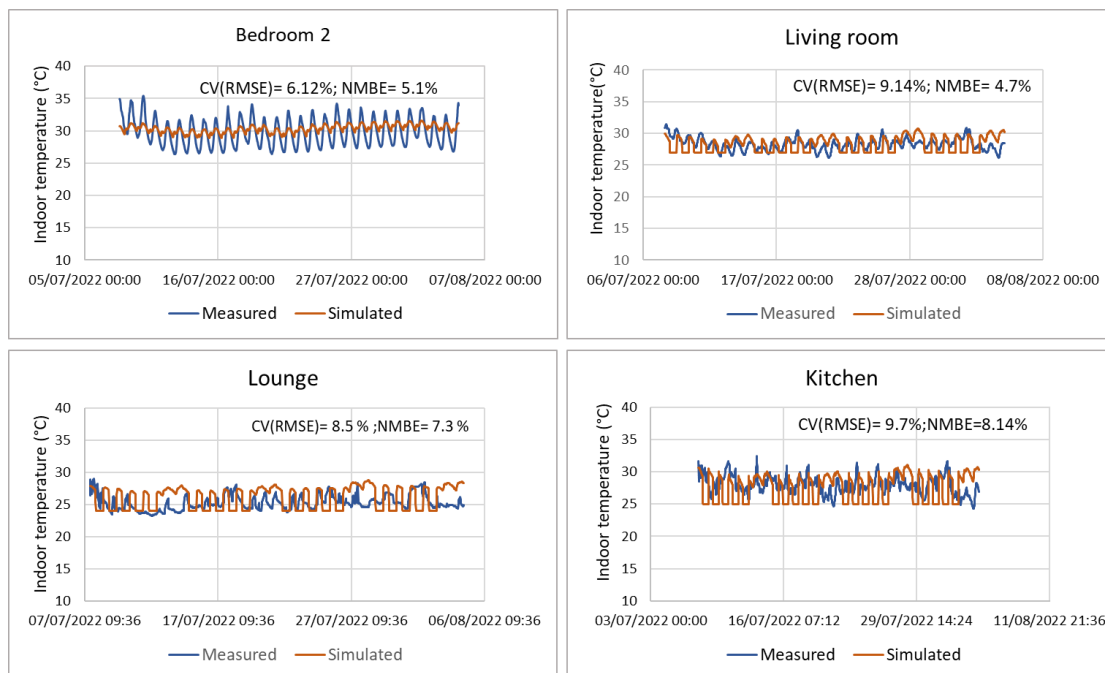 Bedroom 2
Indoor temperature (°C)
40
35
30
25
20
15
10
CV(RMSE)= 6.12%; NMBE= 5.1%
05/07/2022 00:00 16/07/2022 00:00 27/07/2022 00:00 07/08/2022 00:00
Measured Simulated
Living room
Indoor temperature(°C)
40
35
30
25
20
15
10
CV(RMSE)= 9.14%; NMBE= 4.7%
06/07/2022 00:00 17/07/2022 00:00 28/07/2022 00:00 08/08/2022 00:00
Measured Simulated
Lounge
Indoor temperature (°C)
40
35
30
25
20
15
10
CV(RMSE)= 8.5 % ;NMBE= 7.3 %
07/07/2022 09:36 17/07/2022 09:36 27/07/2022 09:36 06/08/2022 09:36
Measured Simulated
Kitchen
Indoor temperature (°C)
40
35
30
25
20
15
10
CV(RMSE)= 9.7%;NMBE=8.14%
03/07/2022 00:00 16/07/2022 07:12 29/07/2022 14:24 11/08/2022 21:36
Measured Simulated